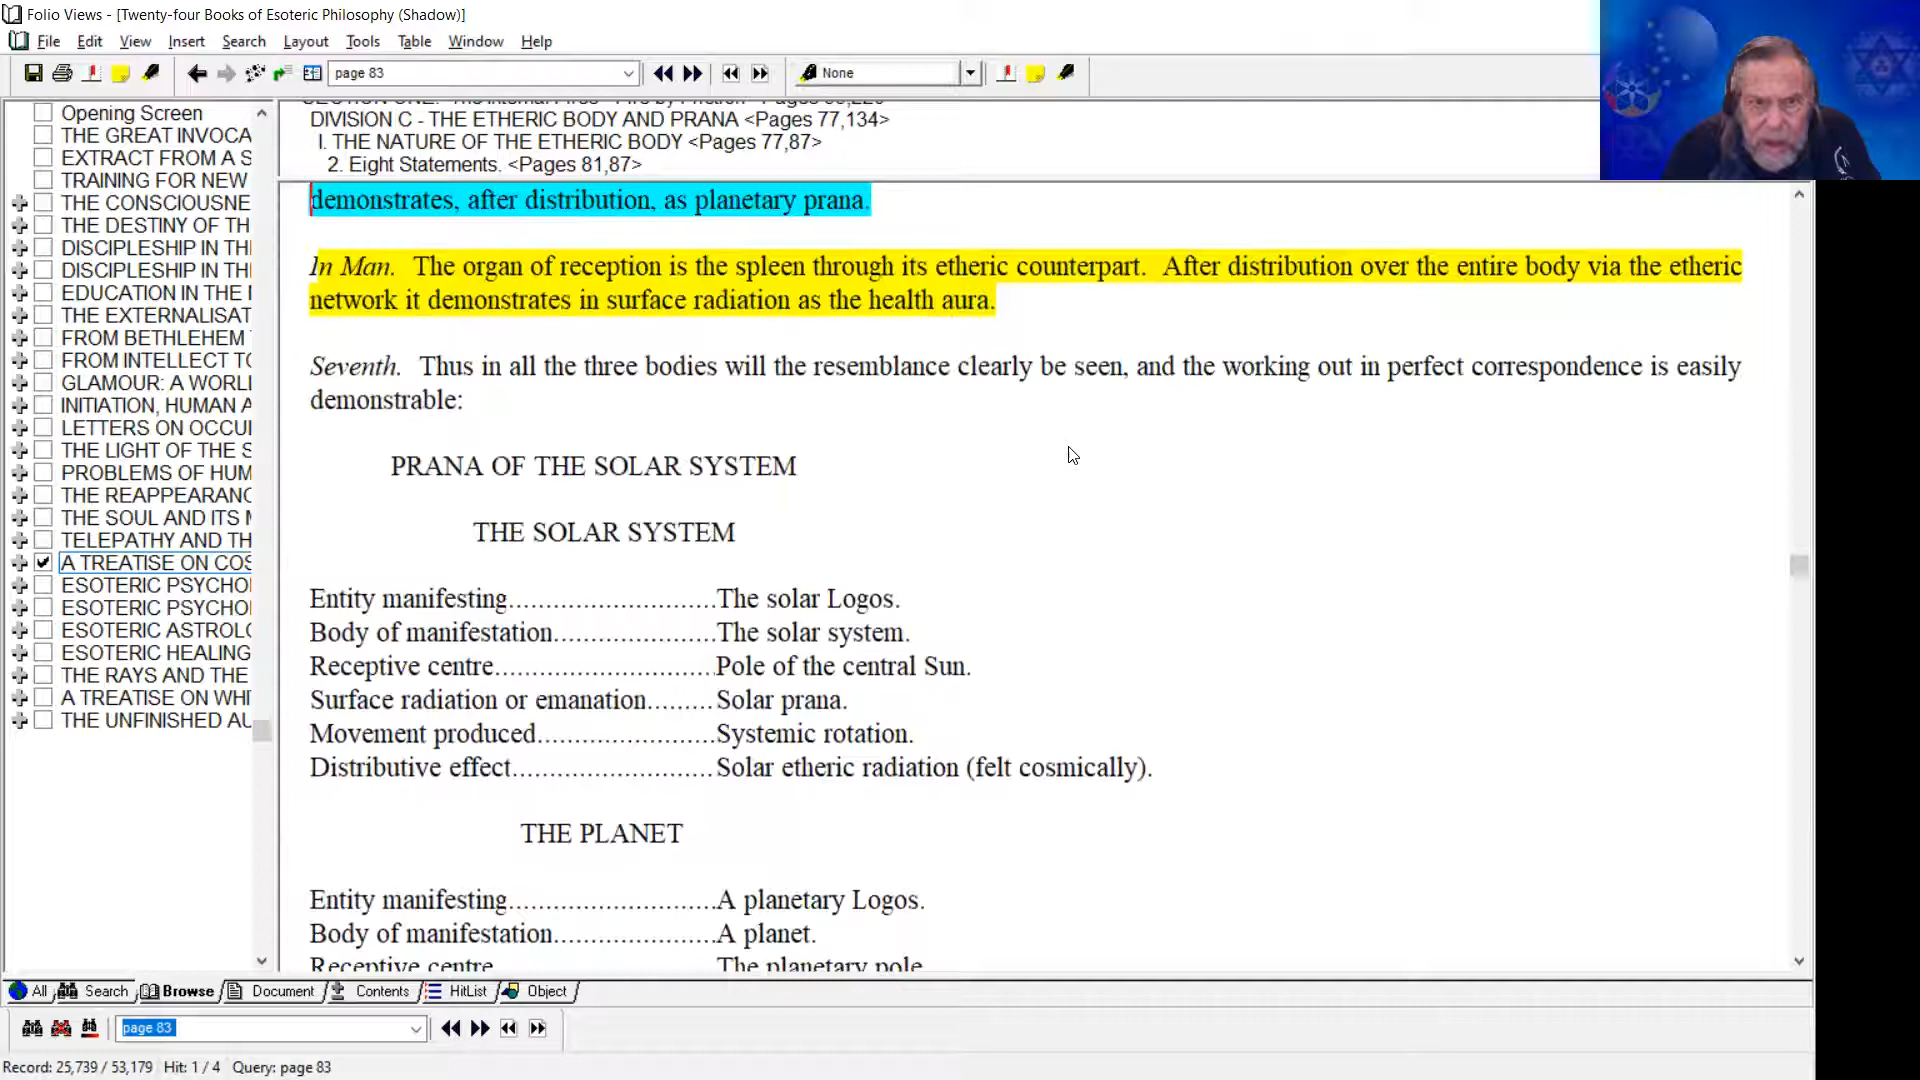 Folio Views - [Twenty-four Books of Esoteric Philosophy (Shadow)]
File Edit View Insert Search Layout Tools Table Window Help
page 83
None
Opening Screen
THE GREAT INVOCA
EXTRACT FROM A S
TRAINING FOR NEW
THE CONSCIOUSNE
THE DESTINY OF TH
DISCIPLESHIP IN THE
DISCIPLESHIP IN THE
EDUCATION IN THE
THE EXTERNALISAT
FROM BETHLEHEM
FROM INTELLECT TO
GLAMOUR: A WORL
INITIATION, HUMAN A
LETTERS ON OCCU
THE LIGHT OF THE S
PROBLEMS OF HUM
THE REAPPEARANC
THE SOUL AND ITS M
TELEPATHY AND TH
A TREATISE ON COS
ESOTERIC PSYCHO
ESOTERIC PSYCHO
ESOTERIC ASTROLO
ESOTERIC HEALING
THE RAYS AND THE
A TREATISE ON WHI
THE UNFINISHED AU
DIVISION C - THE ETHERIC BODY AND PRANA <Pages 77,134>
I. THE NATURE OF THE ETHERIC BODY <Pages 77,87>
2. Eight Statements. <Pages 81,87>
demonstrates, after distribution, as planetary prana.
In Man. The organ of reception is the spleen through its etheric counterpart. After distribution over the entire body via the etheric
network it demonstrates in surface radiation as the health aura.
Seventh. Thus in all the three bodies will the resemblance clearly be seen, and the working out in perfect correspondence is easily
demonstrable:
PRANA OF THE SOLAR SYSTEM
THE SOLAR SYSTEM
Entity manifesting............................The solar Logos.
Body of manifestation......................The solar system.
Receptive centre..............................Pole of the central Sun.
Surface radiation or emanation.........Solar prana.
Movement produced........................Systemic rotation.
Distributive effect...........................Solar etheric radiation (felt cosmically).
THE PLANET
Entity manifesting............................A planetary Logos.
Body of manifestation......................A planet.
Receptive centre The planetary pole
All Search Browse Document Contents HitList Object
page 83
Record: 25,739 / 53,179 Hit: 1 / 4 Query: page 83